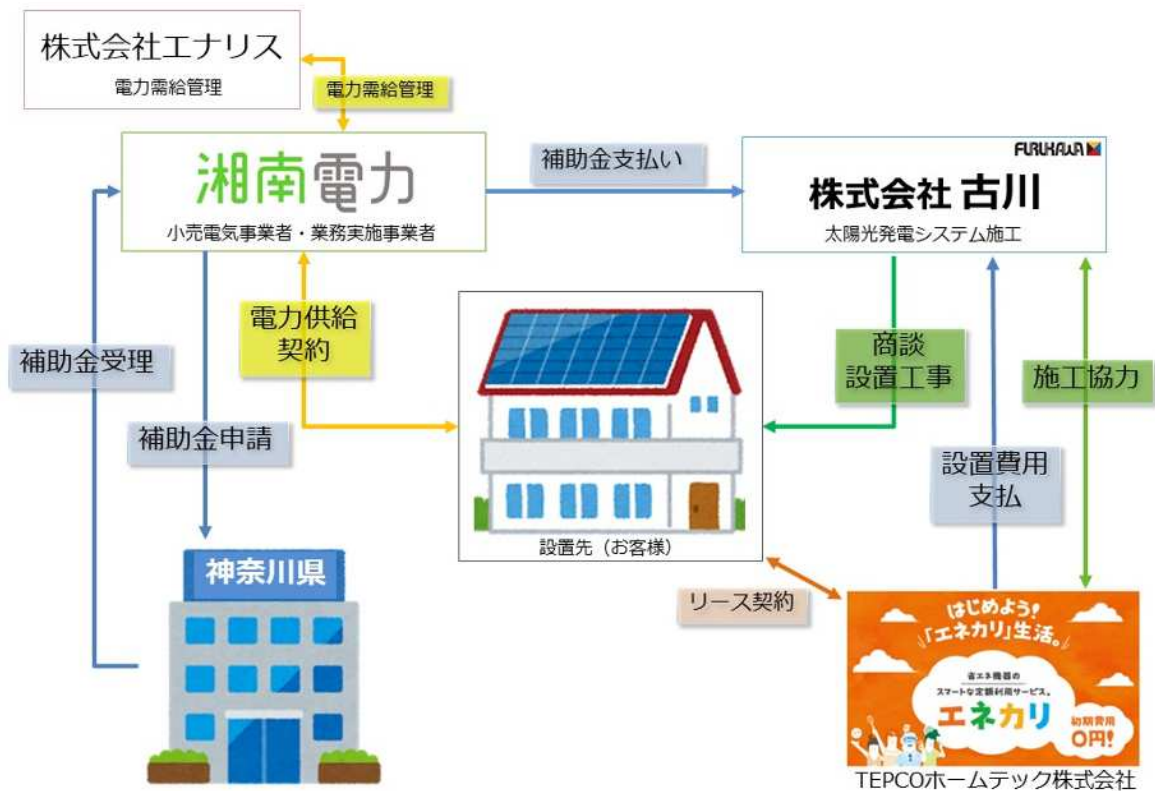 株式会社エナリス
電力需給管理
電力需給管理
湘南電力
小売電気事業者・業務実施事業者
補助金支払い
FURUKAWA
株式会社 古川
太陽光発電システム施工
電力供給
契約
補助金受理
補助金申請
商談
設置工事
施工協力
設置費用
支払
設置先（お客様）
リース契約
神奈川県
はじめよう!
「エネカリ」生活。
省エネ機器の
スマートな定額利用サービス。
エネカリ
初期費用
0円!
TEPCOホームテック株式会社